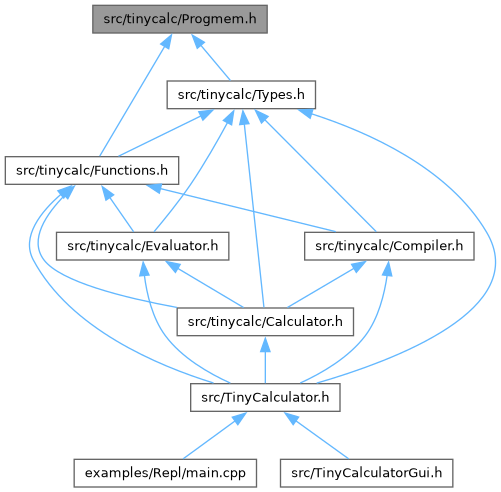 src/tinycalc/Progmem.h
src/tinycalc/Types.h
src/tinycalc/Functions.h
src/tinycalc/Evaluator.h
src/tinycalc/Compiler.h
src/tinycalc/Calculator.h
src/TinyCalculator.h
examples/Repl/main.cpp
src/TinyCalculatorGui.h